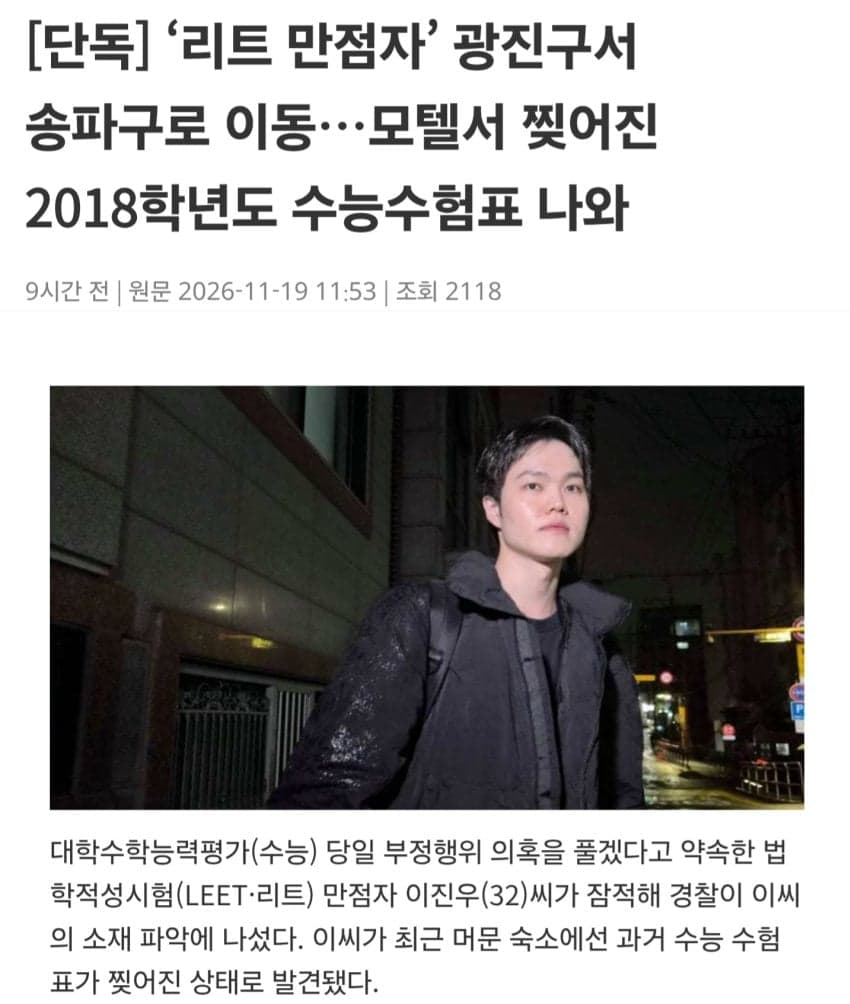 [단독] ‘리트 만점자’ 광진구서
송파구로 이동…모텔서 찢어진
2018학년도 수능수험표 나와
9시간 전 | 원문 2026-11-19 11:53 | 조회 2118
대학수학능력평가(수능) 당일 부정행위 의혹을 풀겠다고 약속한 법
학적성시험(LEET·리트) 만점자 이진우(32)씨가 잠적해 경찰이 이씨
의 소재 파악에 나섰다. 이씨가 최근 머문 숙소에선 과거 수능 수험
표가 찢어진 상태로 발견됐다.